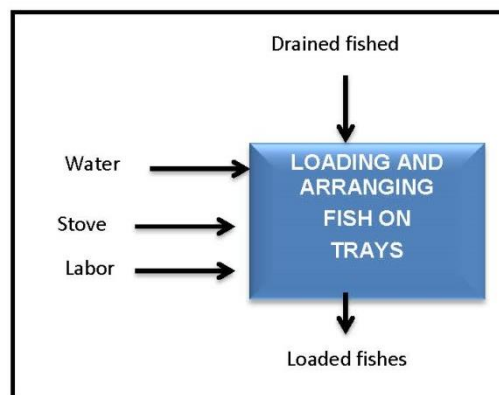 Drained fished
Water
Stove
Labor
LOADING AND
ARRANGING
FISH ON
TRAYS
Loaded fishes